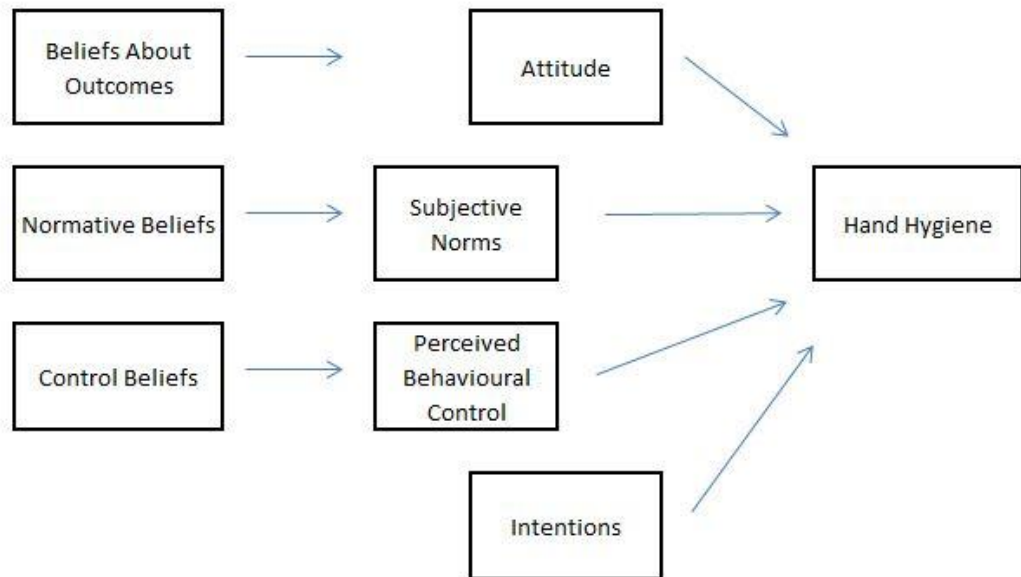 Beliefs About
Outcomes
Attitude
Normative Beliefs
Subjective
Norms
Hand Hygiene
Control Beliefs
Perceived
Behavioural
Control
Intentions